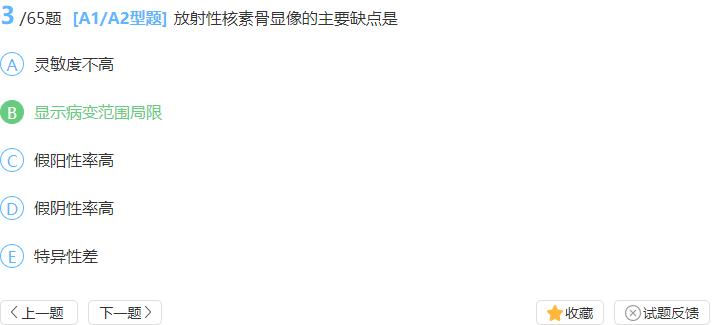 3 /65题 [A1/A2型题] 放射性核素骨显像的主要缺点是
A 灵敏度不高
B 显示病变范围局限
C 假阳性率高
D 假阴性率高
E 特异性差
上一题 下一题 收藏 试题反馈